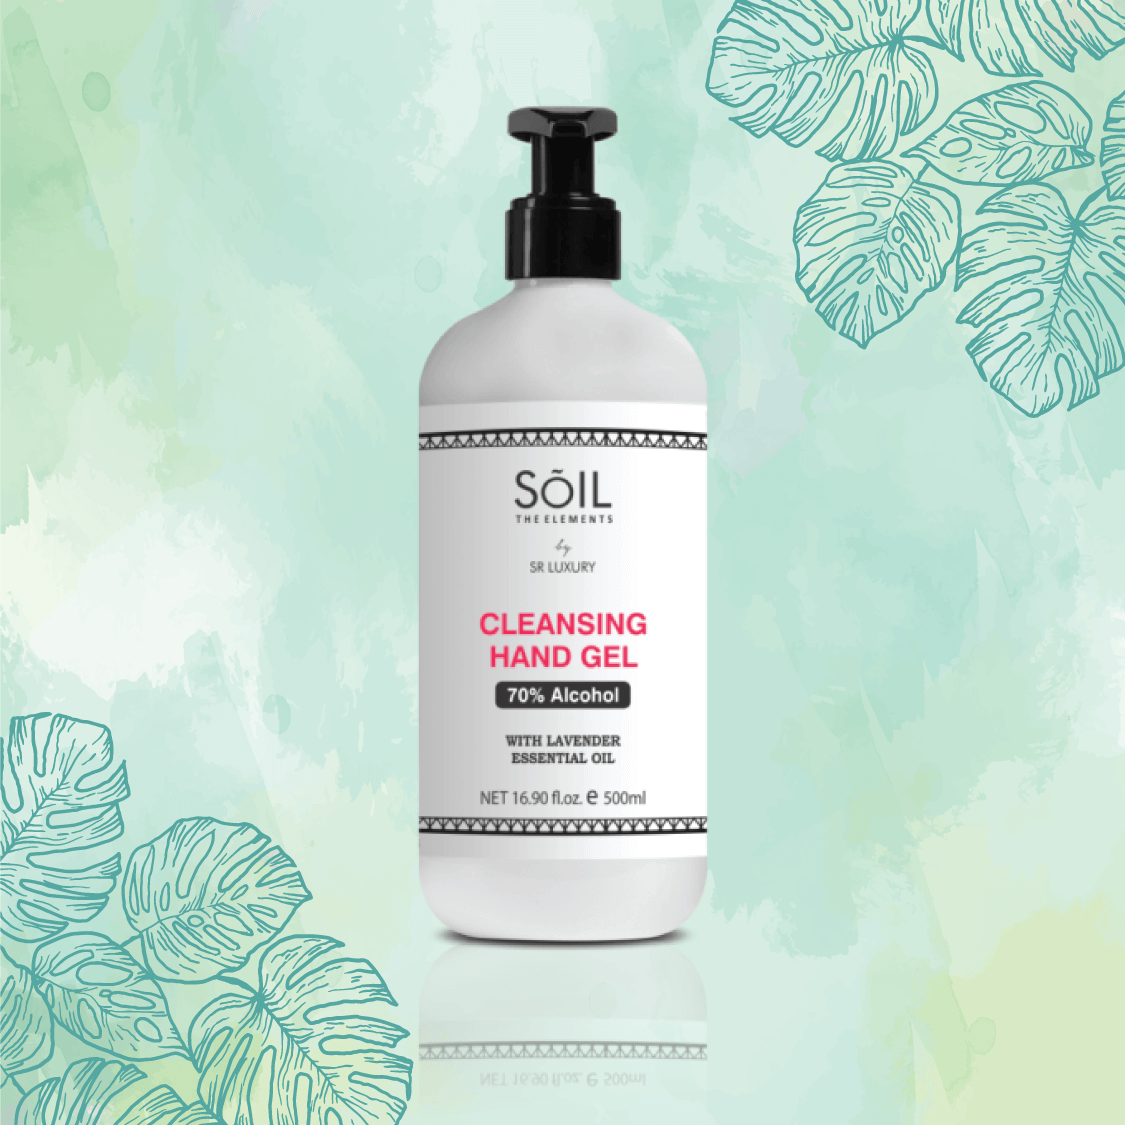 SÕIL
THE ELEMENTS
by
SR LUXURY
CLEANSING
HAND GEL
70% Alcohol
WITH LAVENDER
ESSENTIAL OIL
NET 16.90 fl.oz. e 500ml